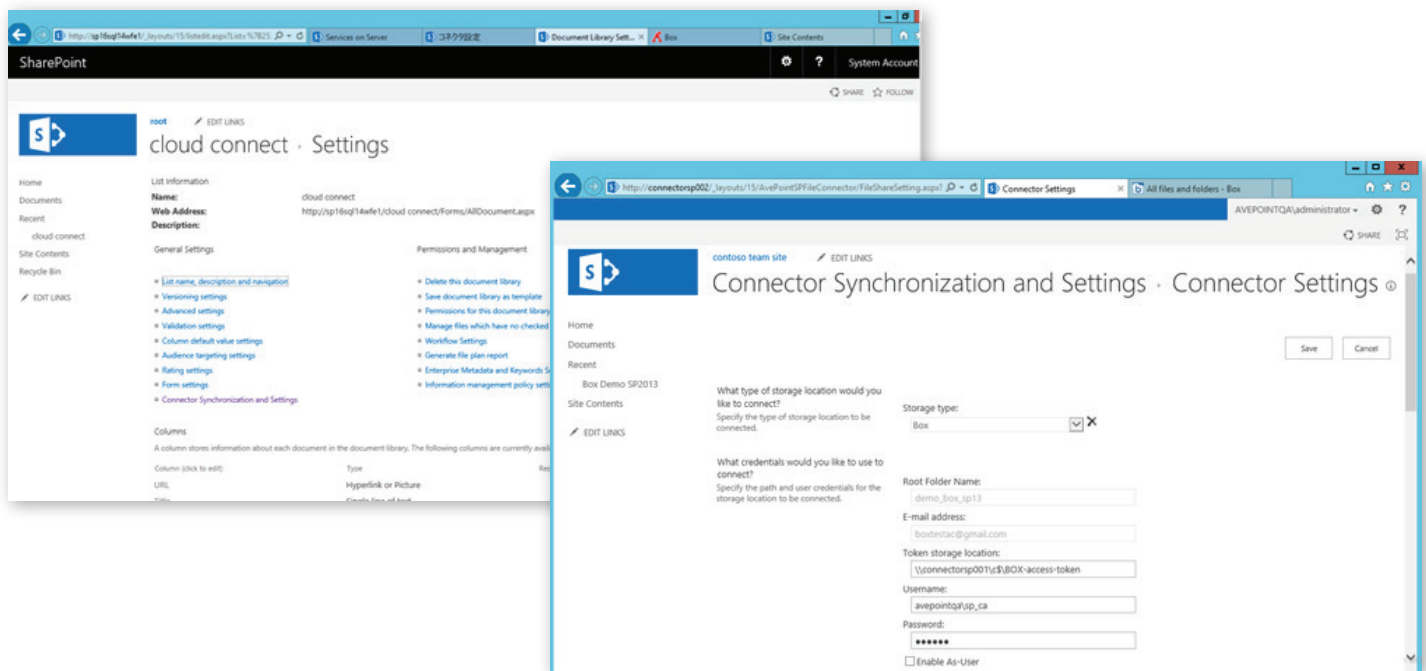 http://sp16sql14wfe1/_layouts/15/listedit.aspx?List=%7B25
Services on Server
コネクタ設定
Document Library Sett...
Box
Site Contents
SharePoint
?
System Account
SHARE
FOLLOW
S
root
EDIT LINKS
cloud connect · Settings
Home
Documents
Recent
cloud connect
Site Contents
Recycle Bin
EDIT LINKS
List Information
Name: cloud connect
Web Address: http://sp16sql14wfe1/cloud connect/Forms/AllDocument.aspx
Description:
General Settings
Permissions and Management
List name, description and navigation
Versioning settings
Advanced settings
Validation settings
Column default value settings
Audience targeting settings
Rating settings
Form settings
Connector Synchronization and Settings
Delete this document library
Save document library as template
Permissions for this document library
Manage files which have no checked
Workflow Settings
Generate file plan report
Enterprise Metadata and Keywords S
Information management policy setti
Columns
A column stores information about each document in the document library. The following columns are currently avail
Column (click to edit)
Type
Req
URL
Hyperlink or Picture
Title
Single line of text
http://connectorsp002/_layouts/15/AvePointSPFileConnector/FileShareSetting.aspx?
Connector Settings
All files and folders - Box
AVEPOINTQA\administrator
?
SHARE
S
contoso team site
EDIT LINKS
Connector Synchronization and Settings · Connector Settings
Home
Documents
Recent
Box Demo SP2013
Site Contents
EDIT LINKS
Save
Cancel
What type of storage location would you
like to connect?
Specify the type of storage location to be
connected.
Storage type:
Box
What credentials would you like to use to
connect?
Specify the path and user credentials for the
storage location to be connected.
Root Folder Name:
demo_box_sp13
E-mail address:
boxtestac@gmail.com
Token storage location:
\\connectorsp001\c$\BOX-access-token
Username:
avepointqa\sp_ca
Password:
••••••
Enable As-User